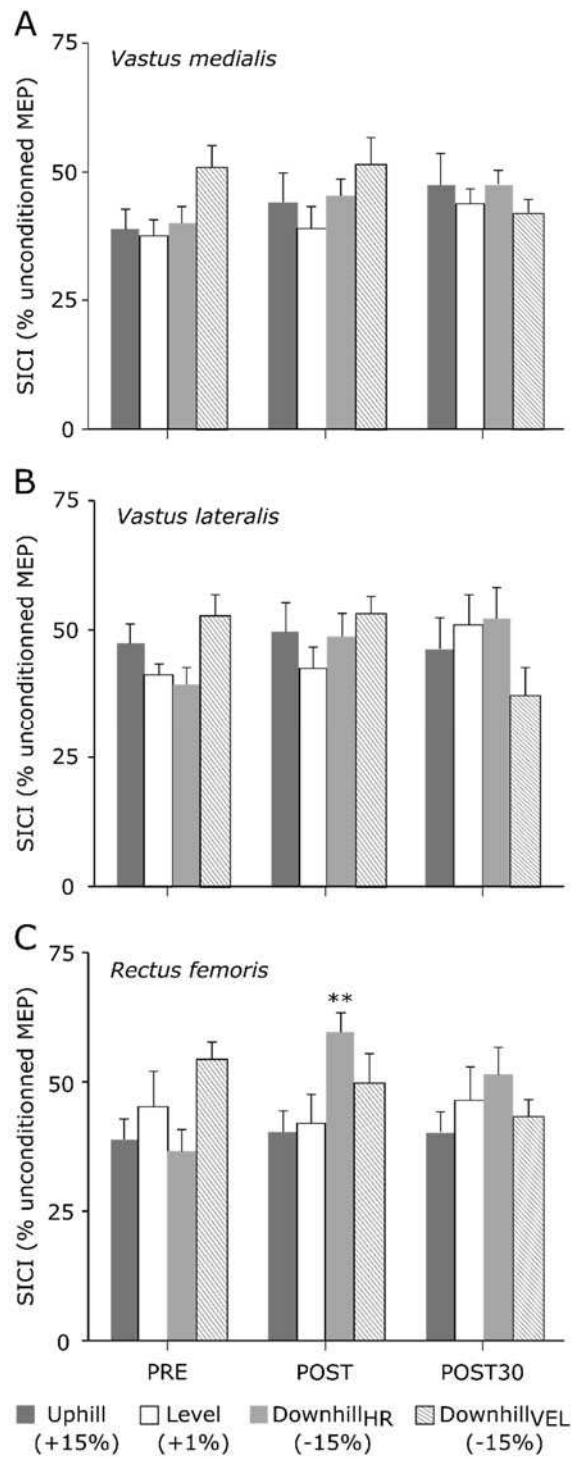 A
75
Vastus medialis
50
25
0
SICI (% unconditionned MEP)
B
75
Vastus lateralis
50
25
0
SICI (% unconditionned MEP)
C
75
Rectus femoris
**
50
25
0
SICI (% unconditionned MEP)
PRE POST POST30
Uphill Level DownhillHR DownhillVEL
(+15%) (+1%) (-15%) (-15%)